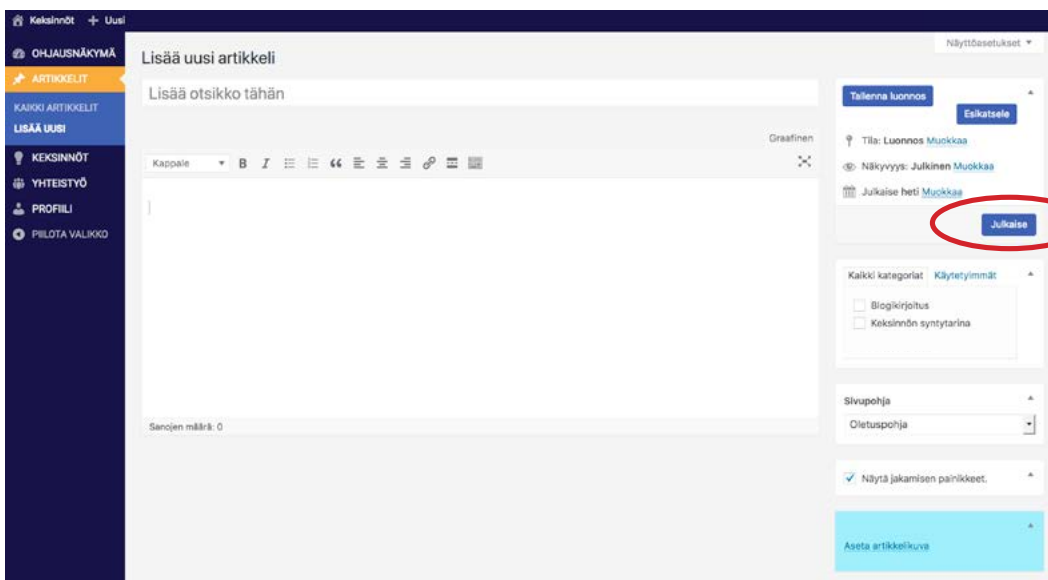 Keksinnöt + Uusi
OHJAUSNÄKYMÄ
ARTIKKELIT
KAIKKI ARTIKKELIT
LISÄÄ UUSI
KEKSINNÖT
YHTEISTYÖ
PROFIILI
PIILOTA VALIKKO
Näyttöasetukset
Lisää uusi artikkeli
Lisää otsikko tähän
Graafinen
Kappale B I
Sanojen määrä: 0
Tallenna luonnos
Esikatsele
Tila: Luonnos Muokkaa
Näkyvyys: Julkinen Muokkaa
Julkaise heti Muokkaa
Julkaise
Kaikki kategoriat Käytetyimmät
Blogikirjoitus
Keksinnön syntytarina
Sivupohja
Oletuspohja
Näytä jakamisen painikkeet.
Aseta artikkelikuva